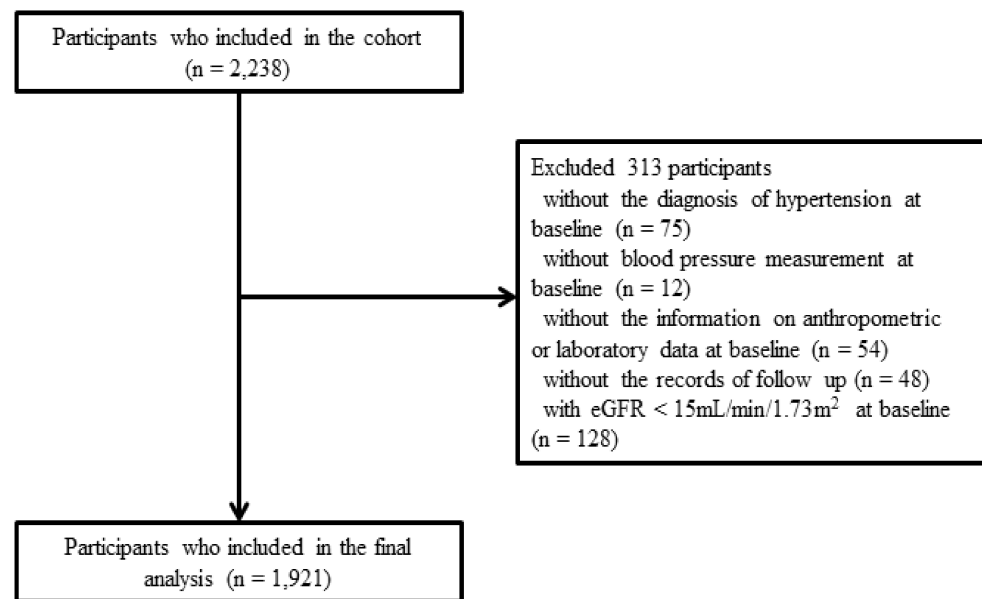 Participants who included in the cohort
(n = 2,238)
Excluded 313 participants
without the diagnosis of hypertension at
baseline (n = 75)
without blood pressure measurement at
baseline (n = 12)
without the information on anthropometric
or laboratory data at baseline (n = 54)
without the records of follow up (n = 48)
with eGFR < 15mL/min/1.73m² at baseline
(n = 128)
Participants who included in the final
analysis (n = 1,921)